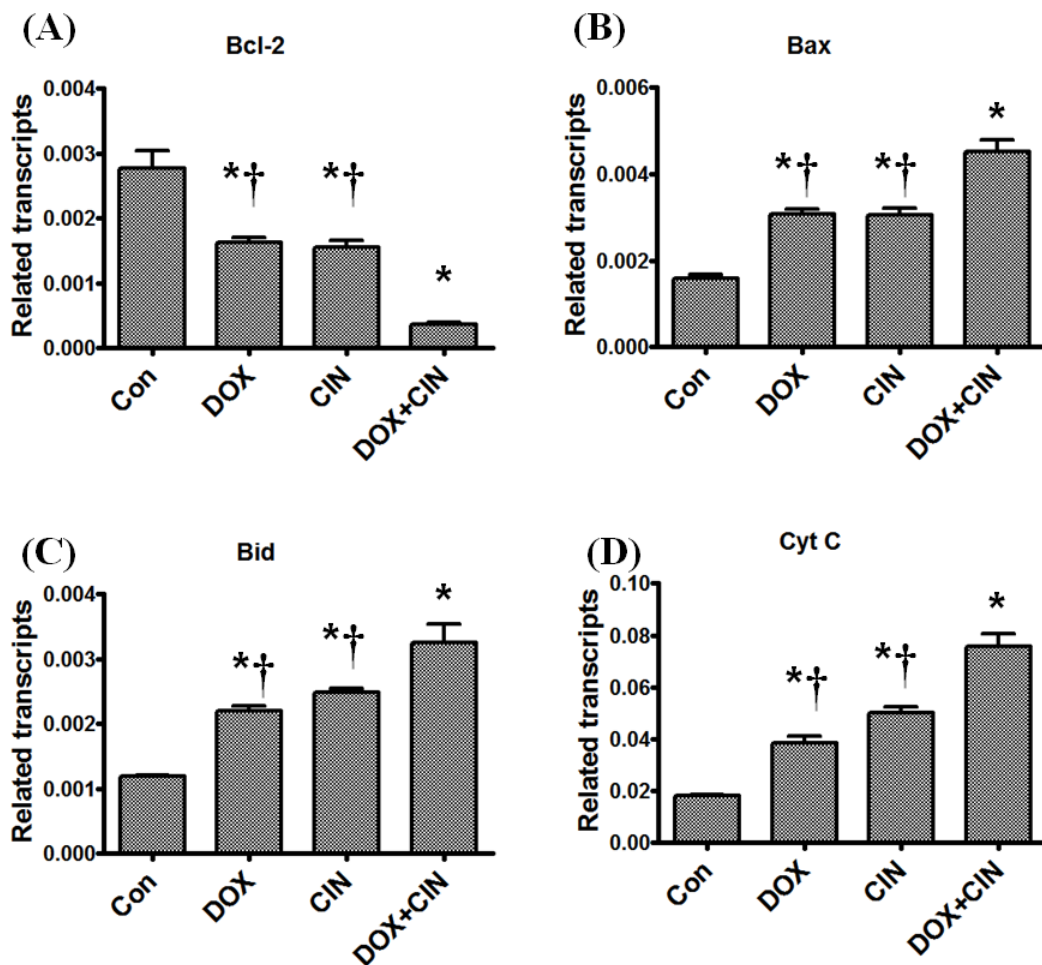 (A)
Bcl-2
Related transcripts
0.004
0.003
0.002
0.001
0.000
*†
*†
*
Con
DOX
CIN
DOX+CIN
(B)
Bax
Related transcripts
0.006
0.004
0.002
0.000
*†
*†
*
Con
DOX
CIN
DOX+CIN
(C)
Bid
Related transcripts
0.004
0.003
0.002
0.001
0.000
*†
*†
*
Con
DOX
CIN
DOX+CIN
(D)
Cyt C
Related transcripts
0.10
0.08
0.06
0.04
0.02
0.00
*†
*†
*
Con
DOX
CIN
DOX+CIN